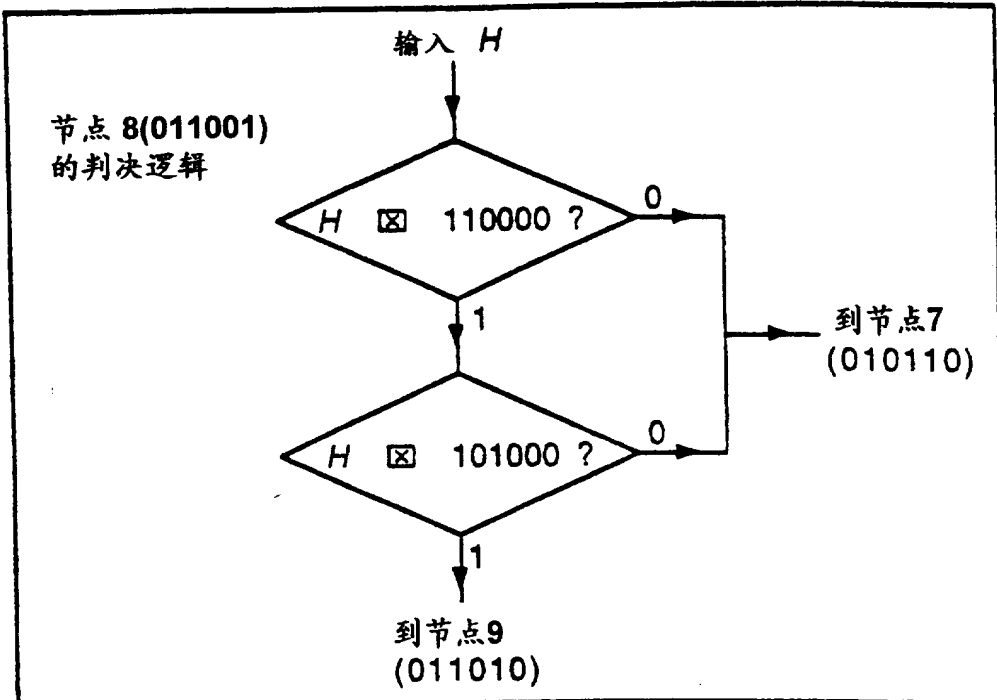 输入 H
节点 8(011001)
的判决逻辑
H ☒ 110000 ?
0
1
到节点7
(010110)
H ☒ 101000 ?
0
1
到节点9
(011010)